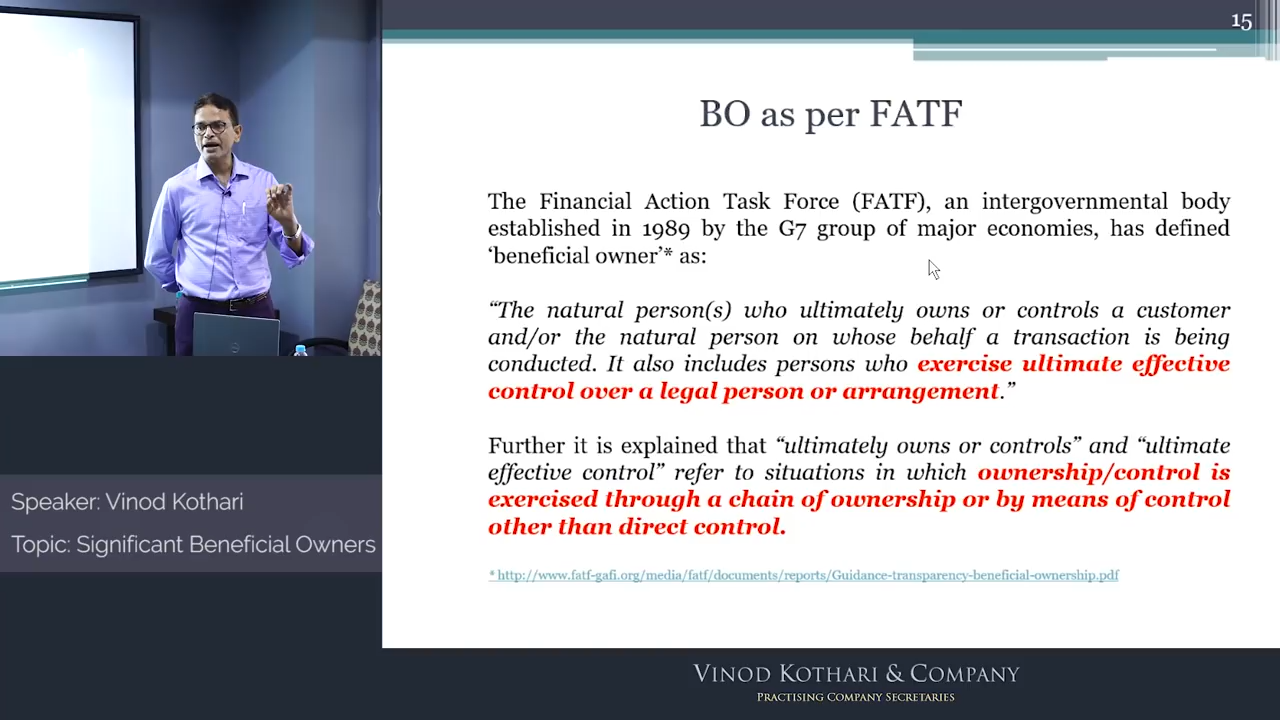 15
BO as per FATF
The Financial Action Task Force (FATF), an intergovernmental body
established in 1989 by the G7 group of major economies, has defined
‘beneficial owner’* as:
“The natural person(s) who ultimately owns or controls a customer
and/or the natural person on whose behalf a transaction is being
conducted. It also includes persons who exercise ultimate effective
control over a legal person or arrangement.”
Further it is explained that “ultimately owns or controls” and “ultimate
effective control” refer to situations in which ownership/control is
exercised through a chain of ownership or by means of control
other than direct control.
* http://www.fatf-gafi.org/media/fatf/documents/reports/Guidance-transparency-beneficial-ownership.pdf
Speaker: Vinod Kothari
Topic: Significant Beneficial Owners
VINOD KOTHARI & COMPANY
PRACTISING COMPANY SECRETARIES